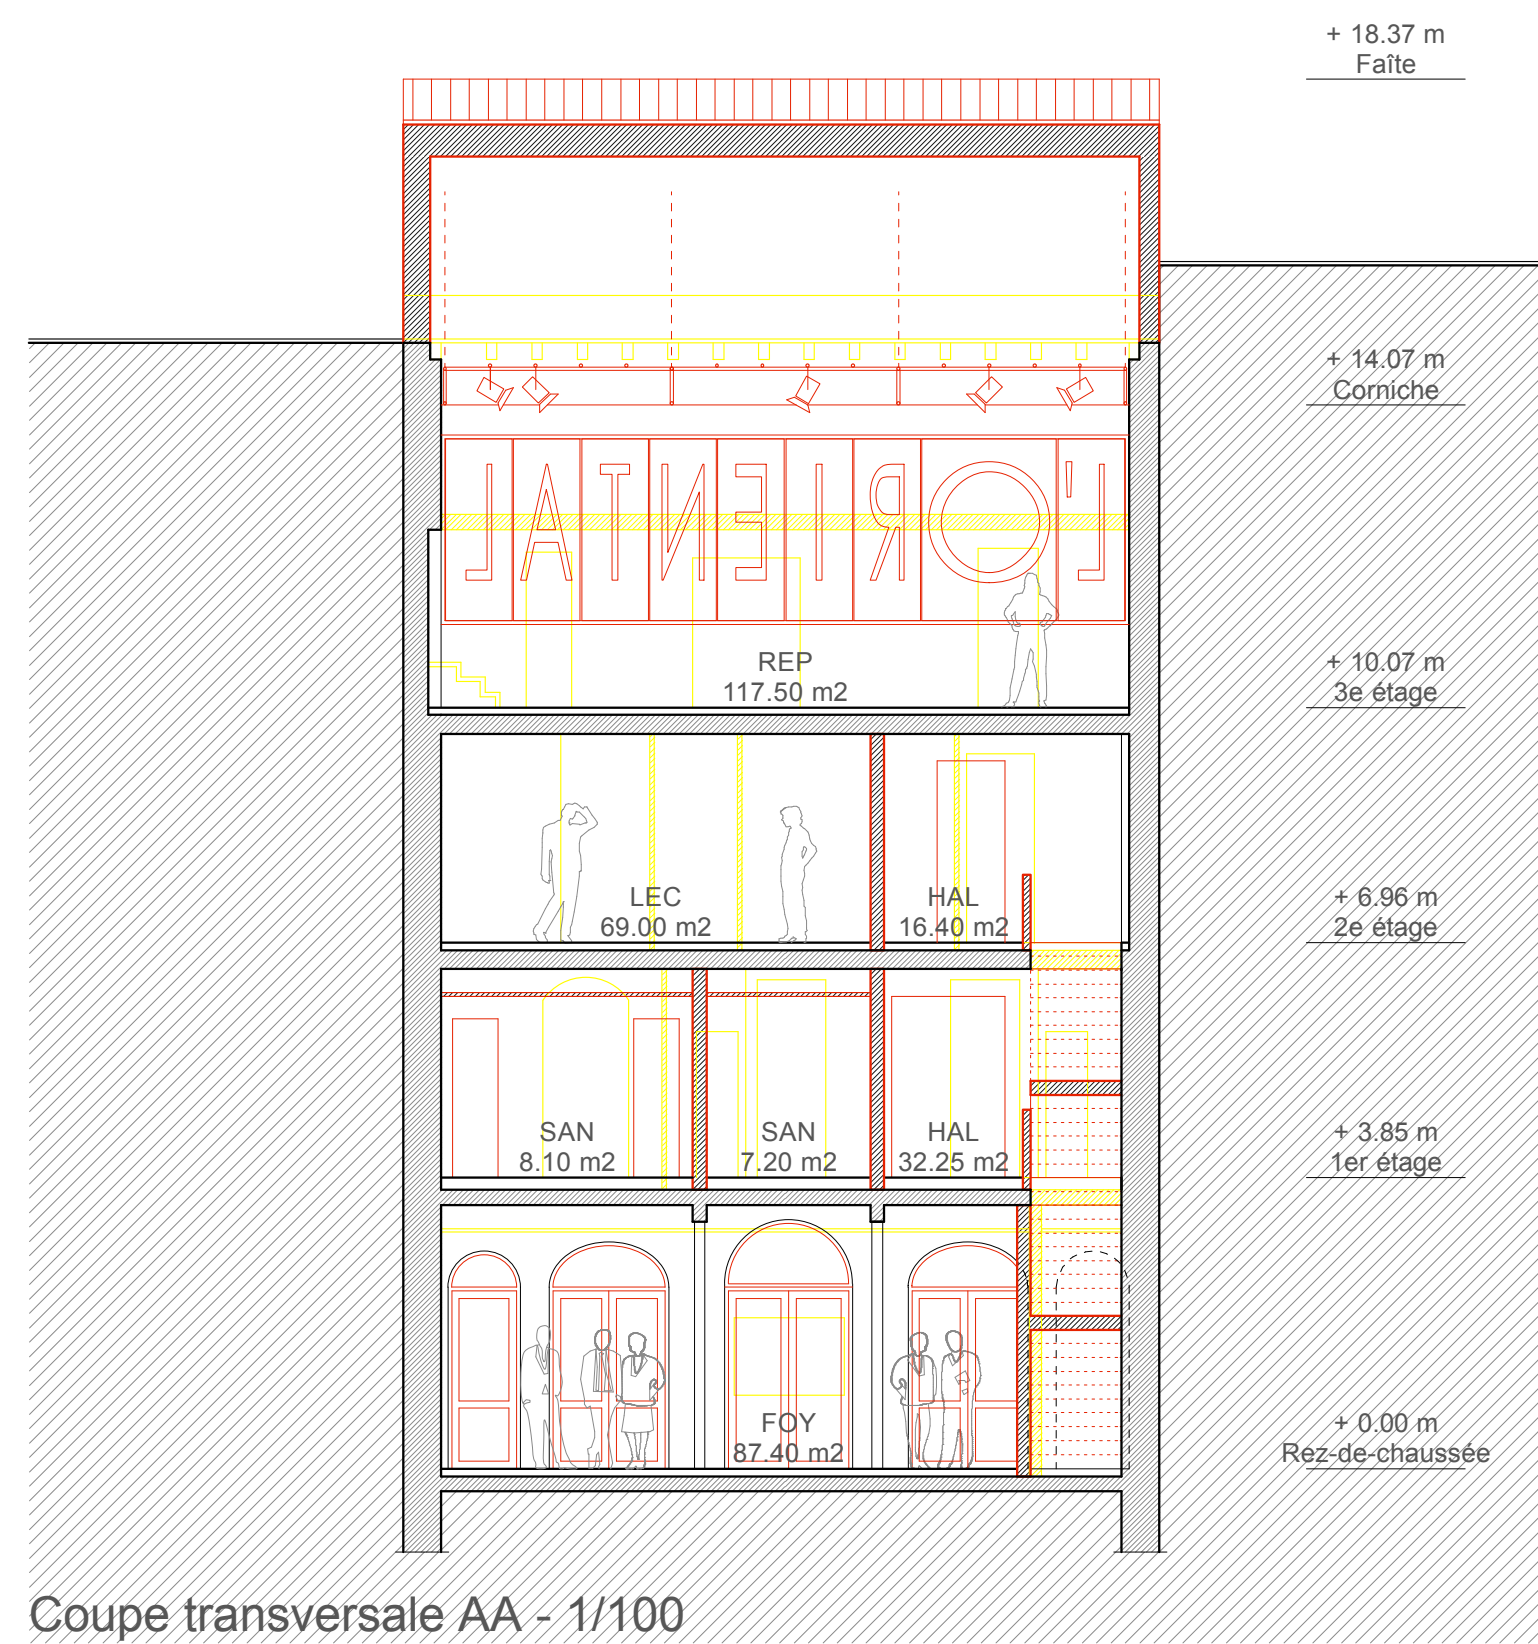 + 18.37 m
Faîte
+ 14.07 m
Corniche
L'ORIENTAL
REP
117.50 m2
+ 10.07 m
3e étage
LEC
69.00 m2
HAL
16.40 m2
+ 6.96 m
2e étage
SAN
8.10 m2
SAN
7.20 m2
HAL
32.25 m2
+ 3.85 m
1er étage
FOY
87.40 m2
+ 0.00 m
Rez-de-chaussée
Coupe transversale AA - 1/100